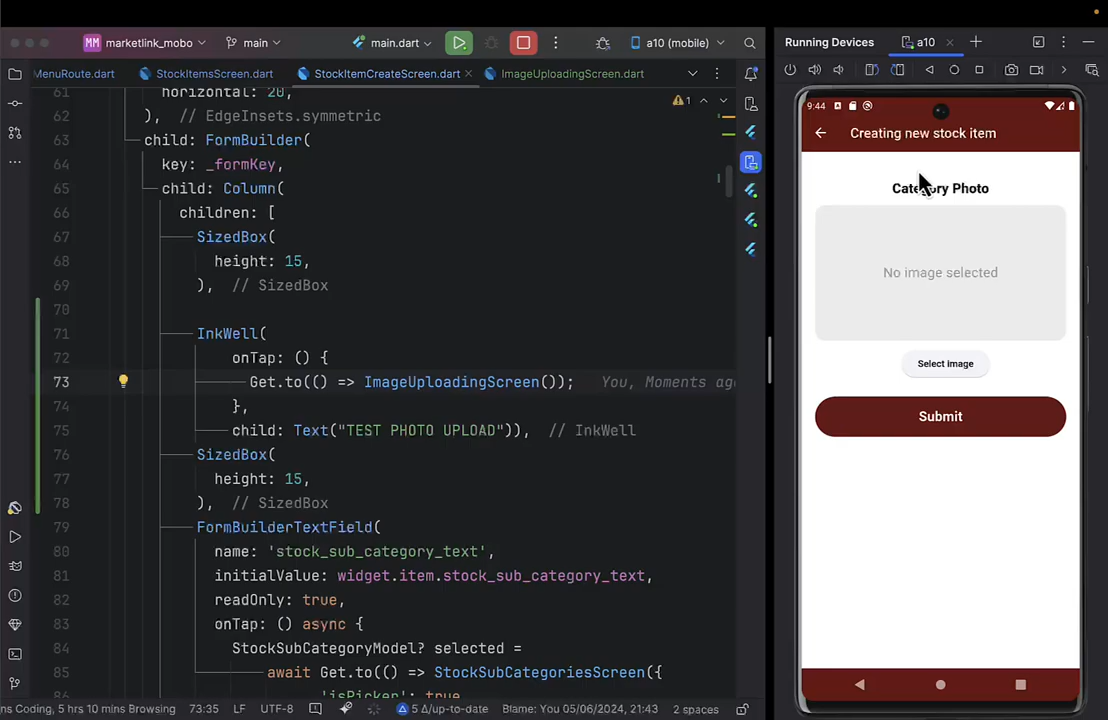 MM marketlink_mobo main main.dart a10 (mobile)
Running Devices a10
MenuRoute.dart StockItemsScreen.dart StockItemCreateScreen.dart ImageUploadingScreen.dart
61 horizontal: 20,
62 ), // EdgeInsets.symmetric
63 child: FormBuilder(
64 key: _formKey,
65 child: Column(
66 children: [
67 SizedBox(
68 height: 15,
69 ), // SizedBox
70
71 InkWell(
72 onTap: () {
73 Get.to(() => ImageUploadingScreen()); You, Moments ag
74 },
75 child: Text("TEST PHOTO UPLOAD")), // InkWell
76 SizedBox(
77 height: 15,
78 ), // SizedBox
79 FormBuilderTextField(
80 name: 'stock_sub_category_text',
81 initialValue: widget.item.stock_sub_category_text,
82 readOnly: true,
83 onTap: () async {
84 StockSubCategoryModel? selected =
85 await Get.to(() => StockSubCategoriesScreen({
86 'isPicker': true
1
9:44
Creating new stock item
Category Photo
No image selected
Select image
Submit
ns Coding, 5 hrs 10 mins Browsing 73:35 LF UTF-8 5 Δ/up-to-date Blame: You 05/06/2024, 21:43 2 spaces